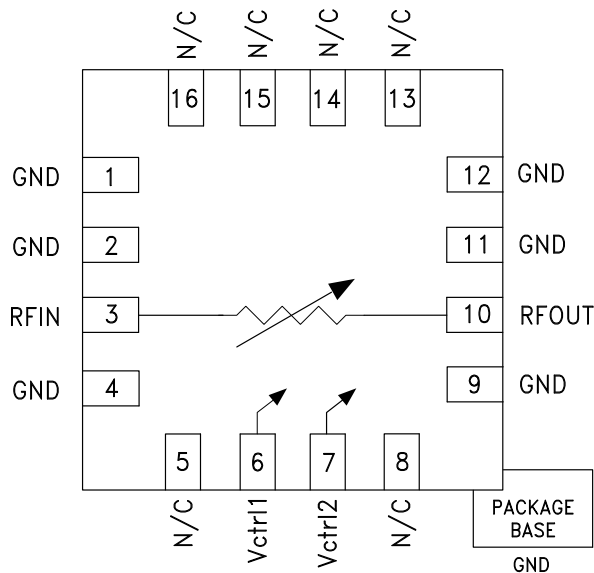 N/C N/C N/C N/C
16 15 14 13
GND 1
12 GND
GND 2
11 GND
RFIN 3
10 RFOUT
GND 4
9 GND
5 6 7 8
N/C Vctrl1 Vctrl2 N/C
PACKAGE
BASE
GND